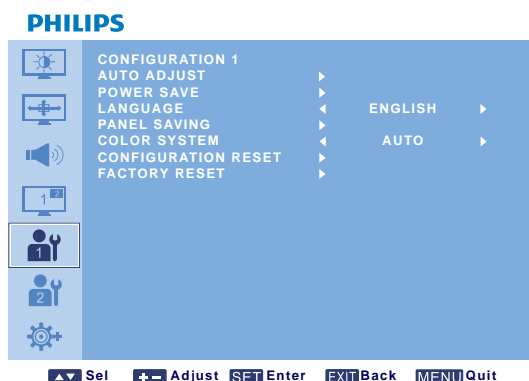 PHILIPS
CONFIGURATION 1
AUTO ADJUST
POWER SAVE
LANGUAGE ENGLISH
PANEL SAVING
COLOR SYSTEM AUTO
CONFIGURATION RESET
FACTORY RESET
1 2
1
2
Sel Adjust SET Enter EXIT Back MENU Quit